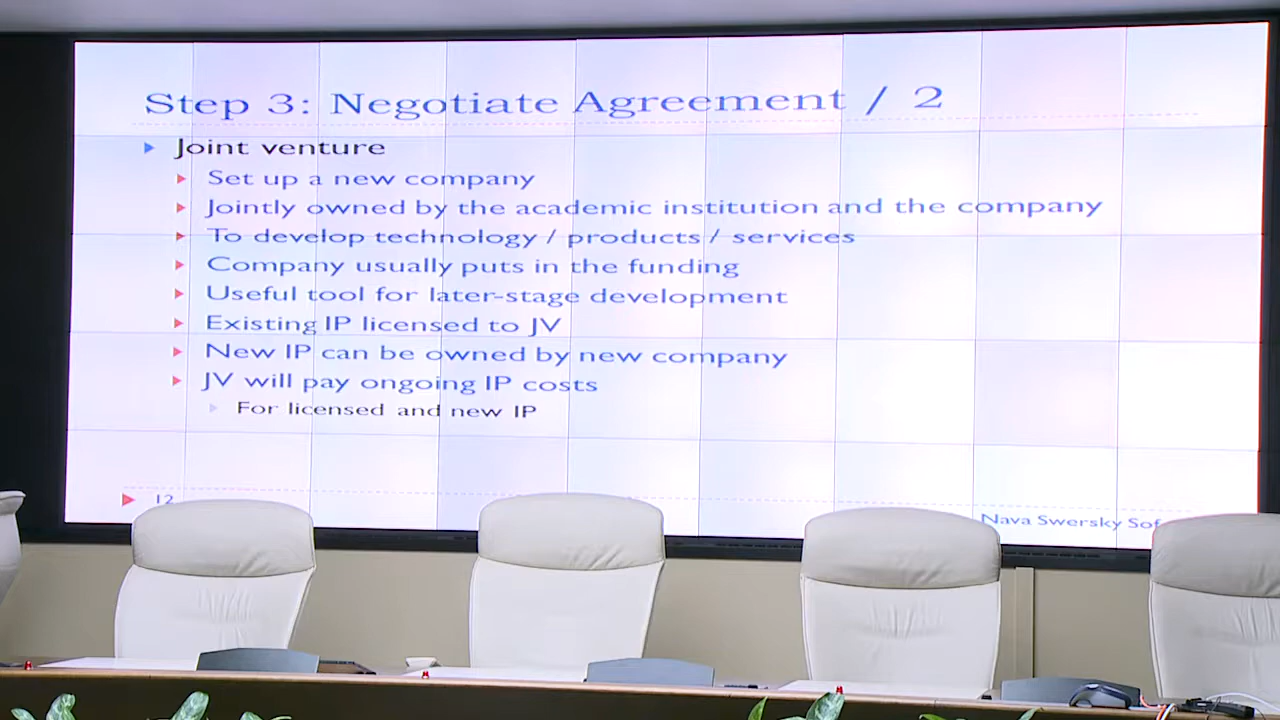 Step 3: Negotiate Agreement / 2
Joint venture
Set up a new company
Jointly owned by the academic institution and the company
To develop technology / products / services
Company usually puts in the funding
Useful tool for later-stage development
Existing IP licensed to JV
New IP can be owned by new company
JV will pay ongoing IP costs
For licensed and new IP
12
Nava Swersky